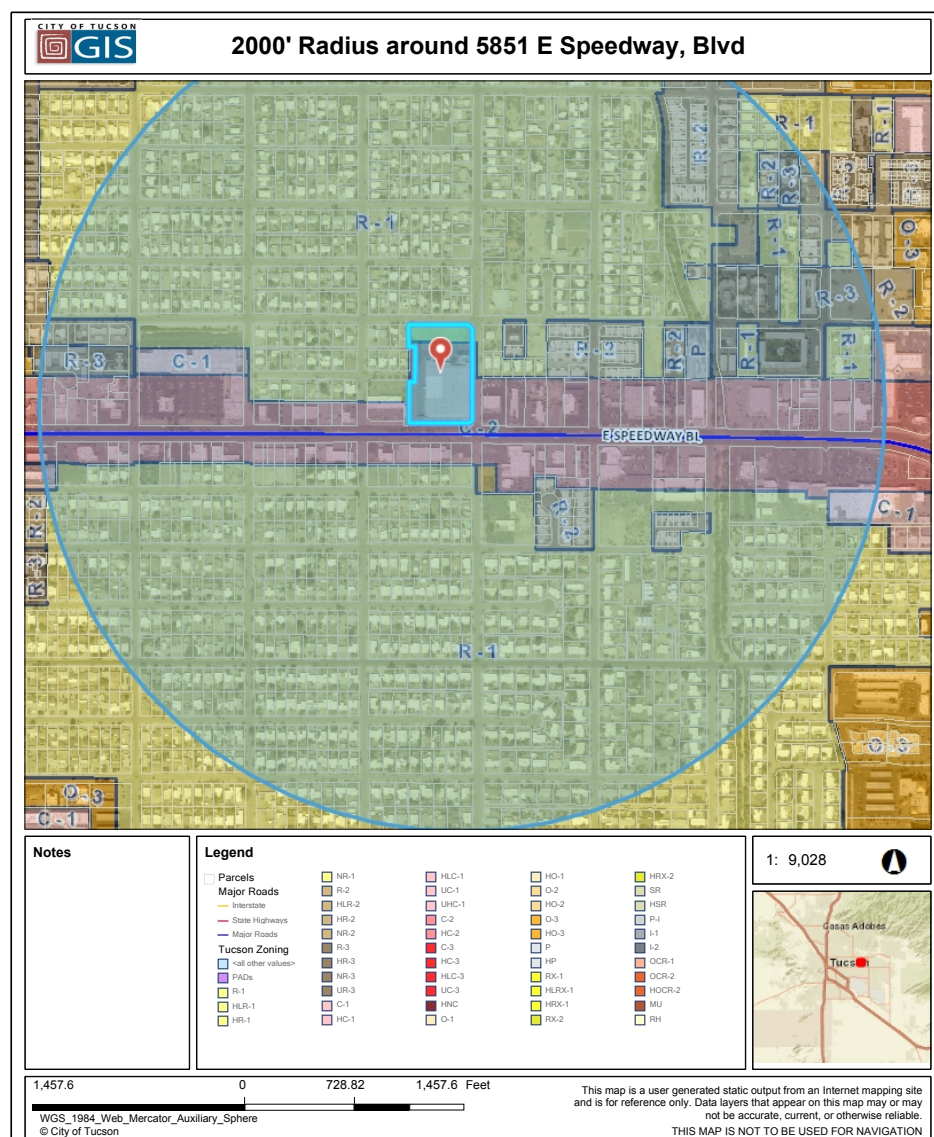 CITY OF TUCSON
GIS
2000' Radius around 5851 E Speedway, Blvd
R-1
R-2
R-1
R-1
R-2
R-3
R-3
O-3
R-1
R-1
R-3
R-2
R-3
C-1
R-2
R-2
P
R-1
R-1
C-2
E SPEEDWAY BL
R-2
R-2
C-1
R-3
R-1
O-3
O-3
C-1
Notes
Legend
Parcels
Major Roads
Interstate
State Highways
Major Roads
Tucson Zoning
<all other values>
PADs
R-1
HLR-1
HR-1
NR-1
R-2
HLR-2
HR-2
NR-2
R-3
HR-3
NR-3
UR-3
C-1
HC-1
HLC-1
UC-1
UHC-1
C-2
HC-2
C-3
HC-3
HLC-3
UC-3
HNC
O-1
HO-1
O-2
HO-2
O-3
HO-3
P
HP
RX-1
HLRX-1
HRX-1
RX-2
HRX-2
SR
HSR
P-I
I-1
I-2
OCR-1
OCR-2
HOCR-2
MU
RH
1: 9,028
Casas Adobes
Tucson
1,457.6
0
728.82
1,457.6 Feet
WGS_1984_Web_Mercator_Auxiliary_Sphere
© City of Tucson
This map is a user generated static output from an Internet mapping site
and is for reference only. Data layers that appear on this map may or may
not be accurate, current, or otherwise reliable.
THIS MAP IS NOT TO BE USED FOR NAVIGATION